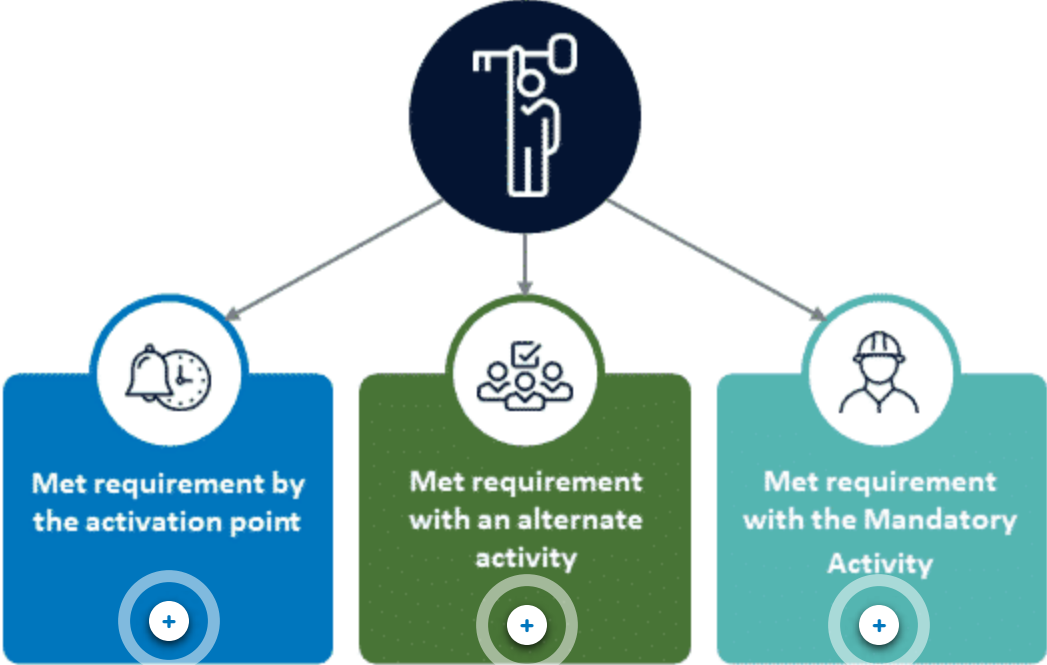 Met requirement by
the activation point
Met requirement
with an alternate
activity
Met requirement
with the Mandatory
Activity
+
+
+